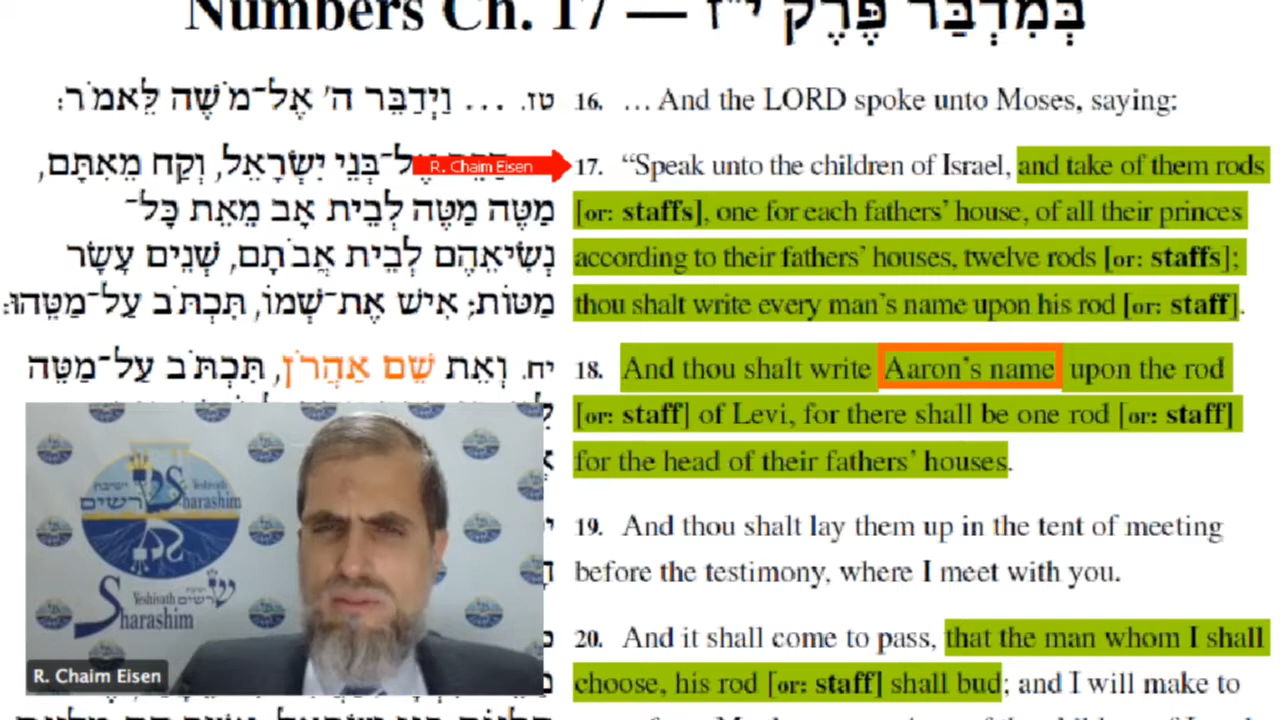 Numbers Ch. 17 — בְּמִדְבַּר פֶּרֶק י״ז
טז. ... וַיְדַבֵּר ה' אֶל־מֹשֶׁה לֵּאמֹר:
16. … And the LORD spoke unto Moses, saying:
אֶל־בְּנֵי יִשְׂרָאֵל, וְקַח מֵאִתָּם,
מַטֶּה מַטֶּה לְבֵית אָב מֵאֵת כָּל־
נְשִׂיאֵהֶם לְבֵית אֲבֹתָם, שְׁנֵים עָשָׂר
מַטּוֹת; אִישׁ אֶת־שְׁמוֹ, תִּכְתֹּב עַל־מַטֵּהוּ:
R. Chaim Eisen
17. “Speak unto the children of Israel, and take of them rods
[or: staffs], one for each fathers’ house, of all their princes
according to their fathers’ houses, twelve rods [or: staffs];
thou shalt write every man’s name upon his rod [or: staff].
יח. וְאֵת שֵׁם אַהֲרֹן, תִּכְתֹּב עַל־מַטֵּה
18. And thou shalt write Aaron’s name upon the rod
[or: staff] of Levi, for there shall be one rod [or: staff]
for the head of their fathers’ houses.
19. And thou shalt lay them up in the tent of meeting
before the testimony, where I meet with you.
20. And it shall come to pass, that the man whom I shall
choose, his rod [or: staff] shall bud; and I will make to
ישיבת
שרשים
Yeshivath
Sharashim
Yeshivath
Sharashim
R. Chaim Eisen